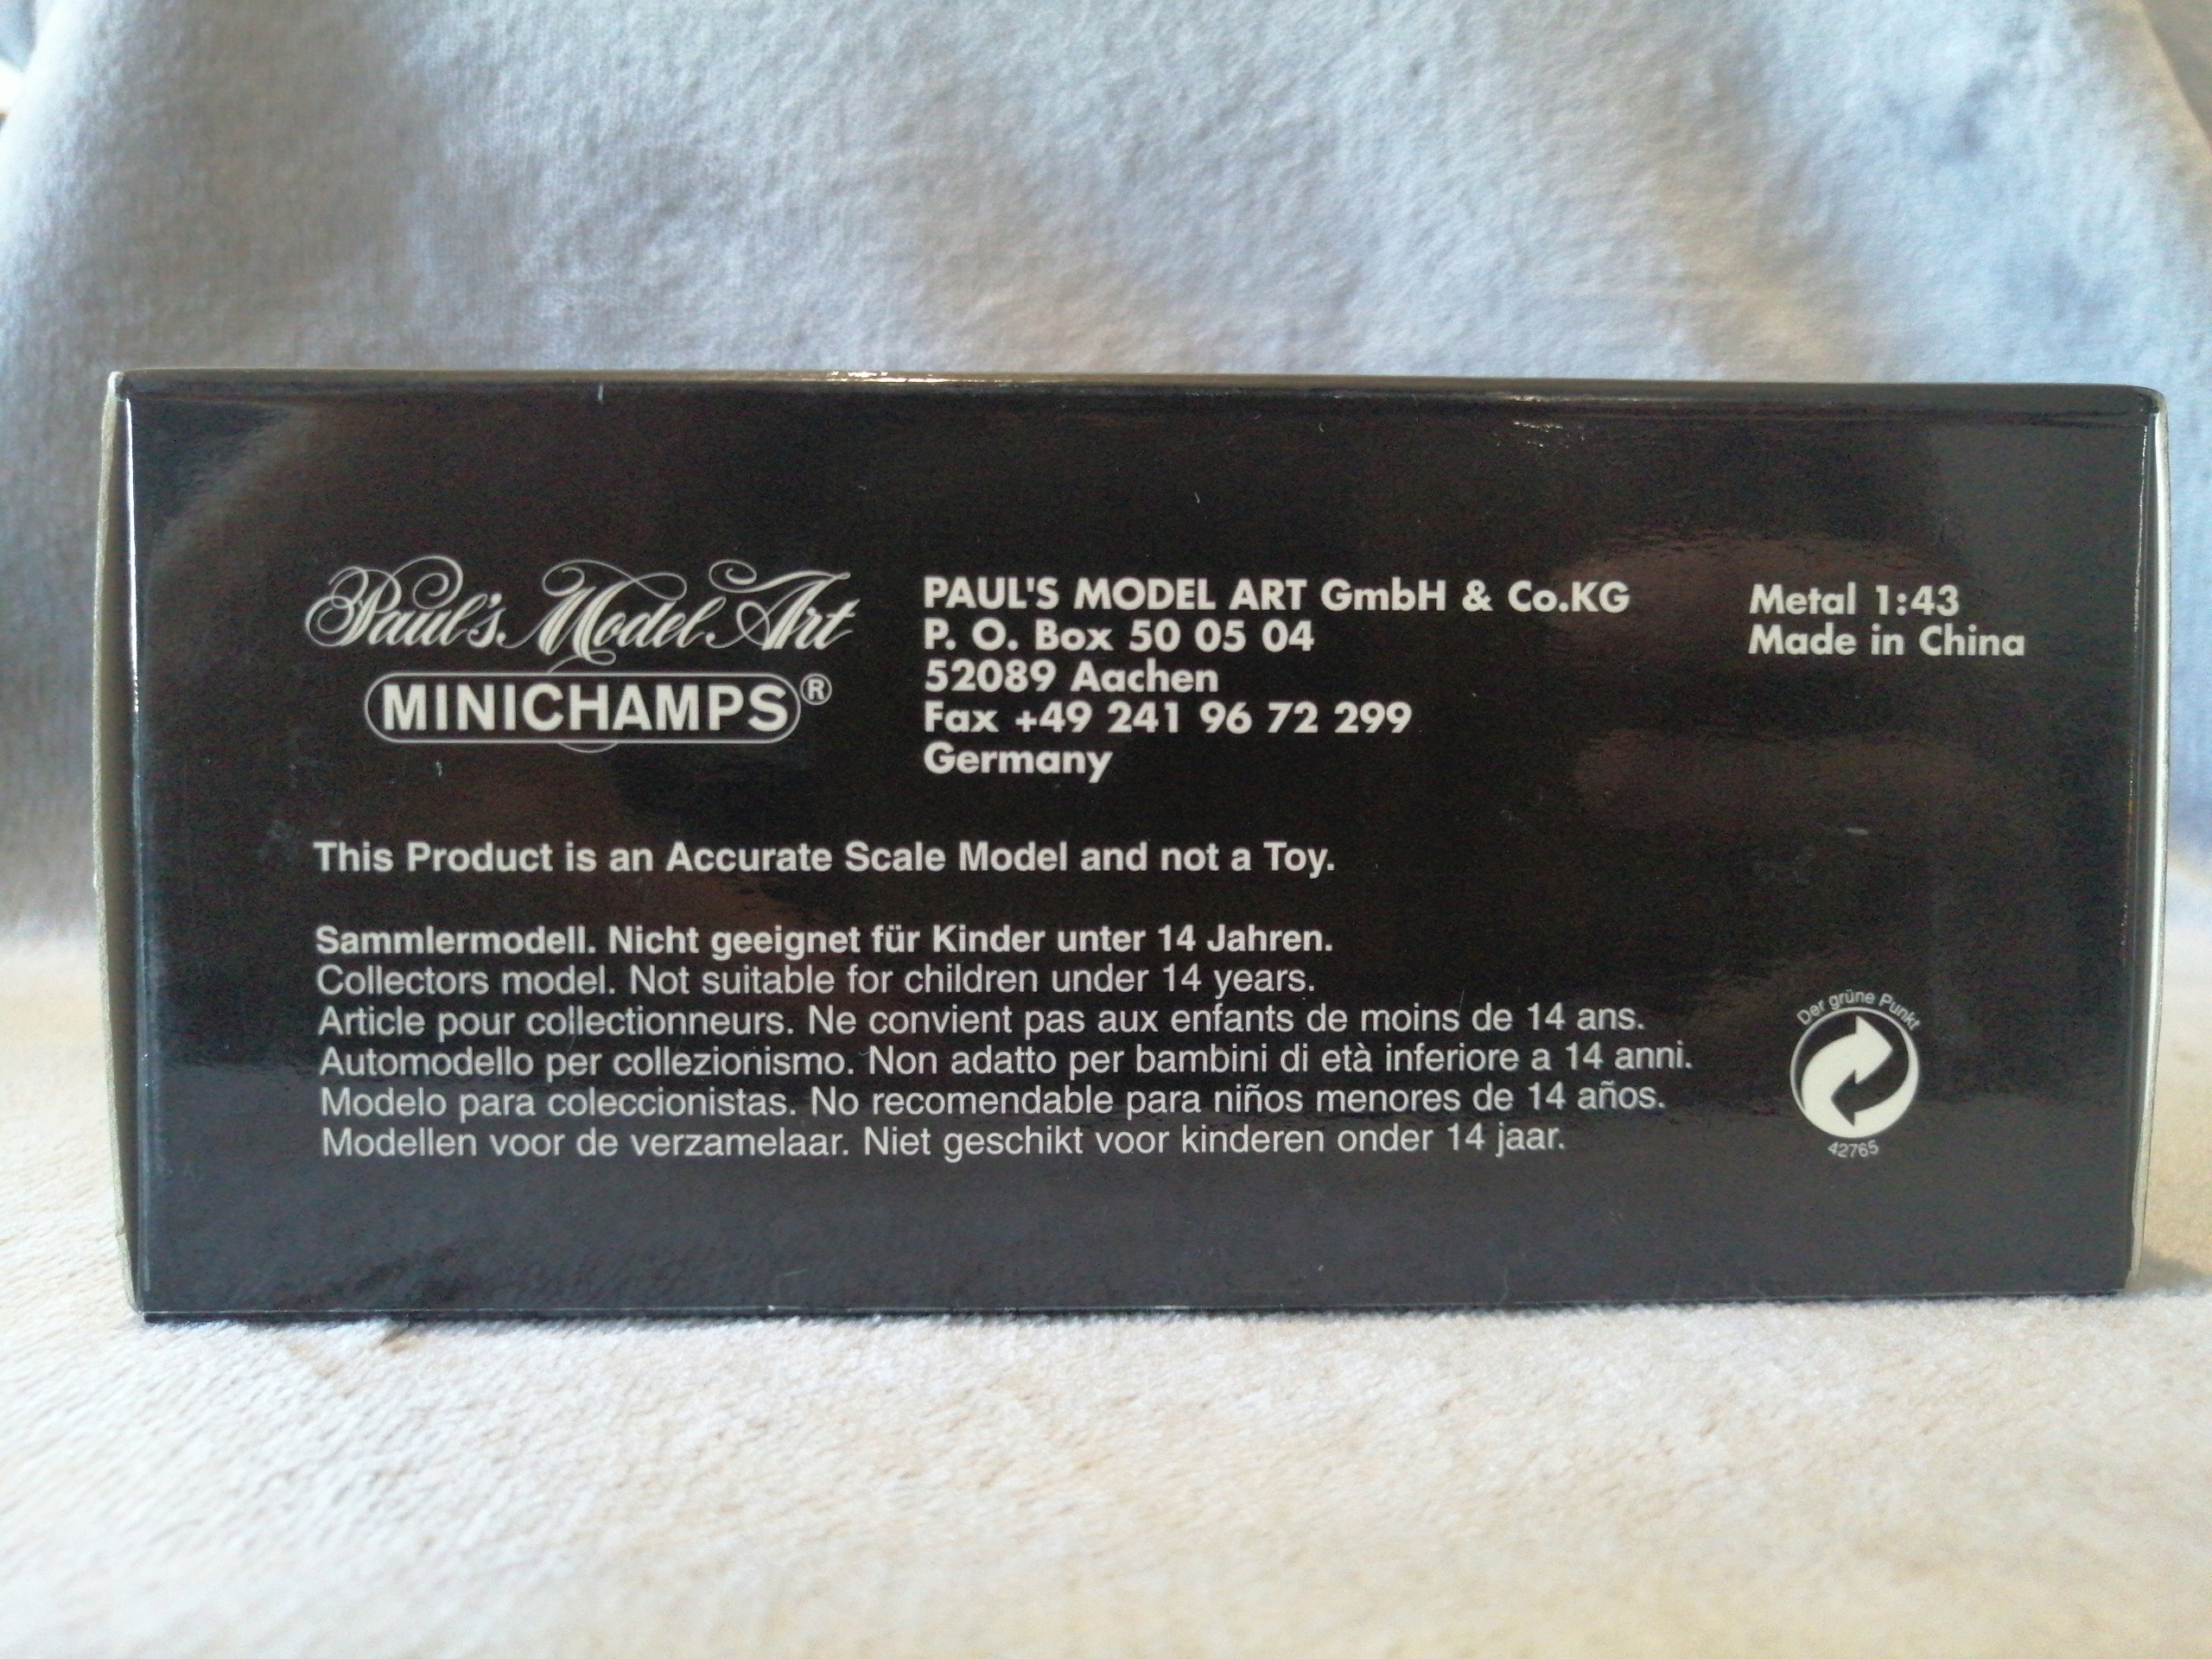 Paul's Model Art
MINICHAMPS®
PAUL'S MODEL ART GmbH & Co.KG
P. O. Box 50 05 04
52089 Aachen
Fax +49 241 96 72 299
Germany
Metal 1:43
Made in China
This Product is an Accurate Scale Model and not a Toy.
Sammlermodell. Nicht geeignet für Kinder unter 14 Jahren.
Collectors model. Not suitable for children under 14 years.
Article pour collectionneurs. Ne convient pas aux enfants de moins de 14 ans.
Automodello per collezionismo. Non adatto per bambini di età inferiore a 14 anni.
Modelo para coleccionistas. No recomendable para niños menores de 14 años.
Modellen voor de verzamelaar. Niet geschikt voor kinderen onder 14 jaar.
Der grüne Punkt
42765